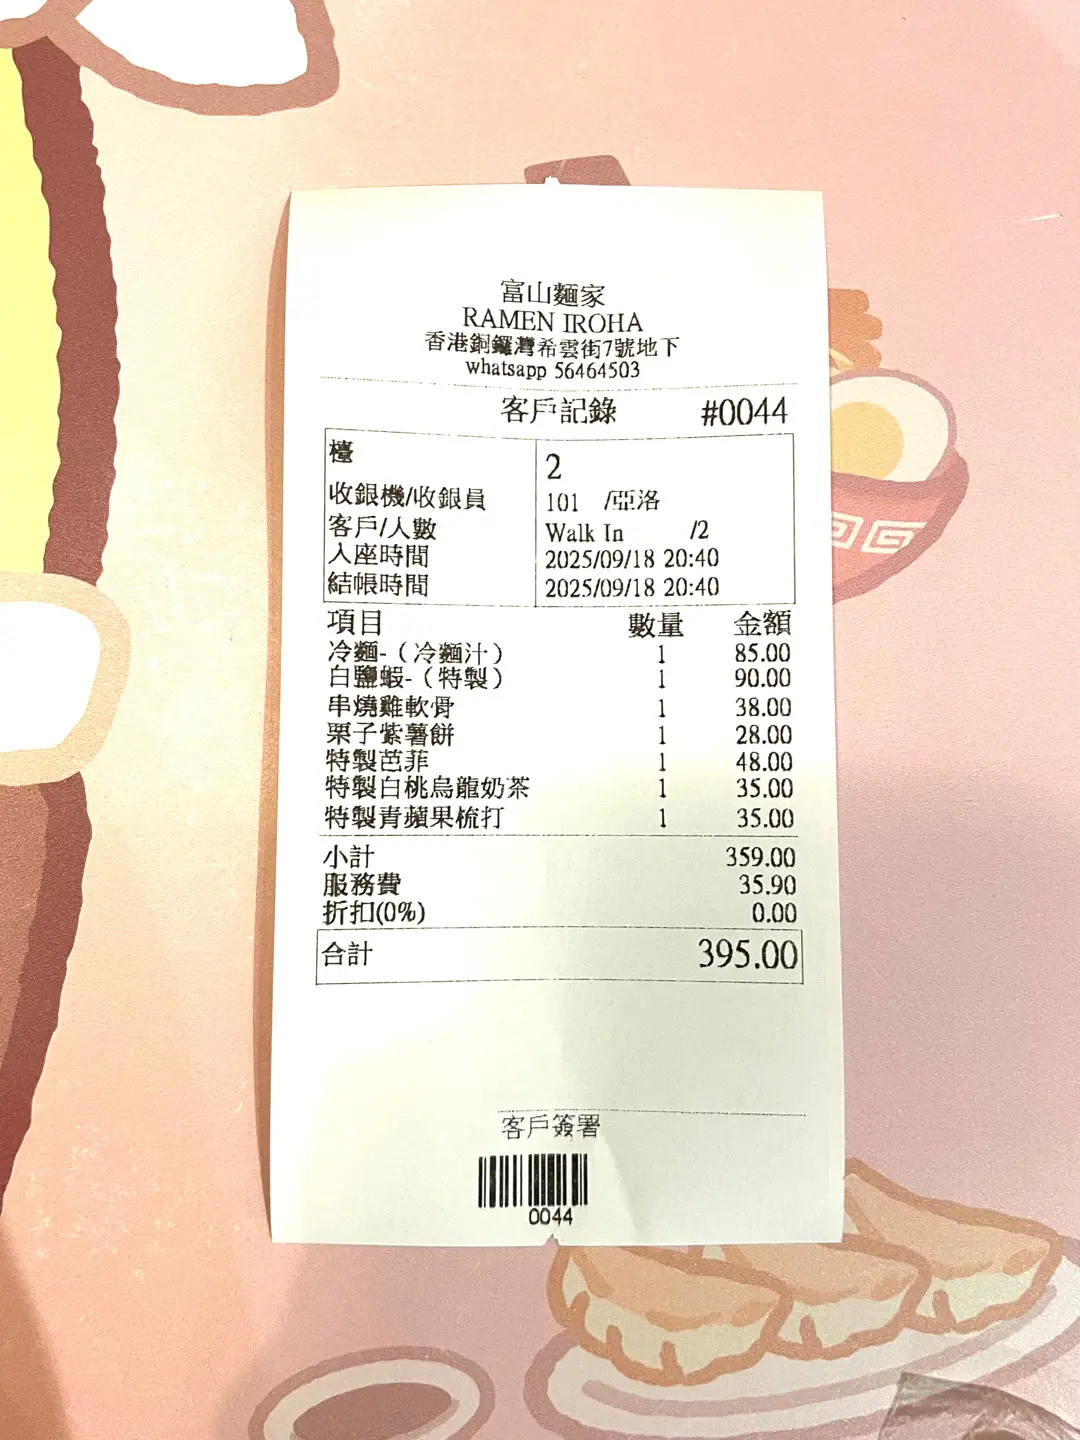 富山麵家
RAMEN IROHA
香港銅鑼灣希雲街7號地下
whatsapp 56464503
客戶記錄 #0044
檯 2
收銀機/收銀員 101 /亞洛
客戶/人數 Walk In /2
入座時間 2025/09/18 20:40
結帳時間 2025/09/18 20:40
項目 數量 金額
冷麵-（冷麵汁） 1 85.00
白鹽蝦-（特製） 1 90.00
串燒雞軟骨 1 38.00
栗子紫薯餅 1 28.00
特製芭菲 1 48.00
特製白桃烏龍奶茶 1 35.00
特製青蘋果梳打 1 35.00
小計 359.00
服務費 35.90
折扣(0%) 0.00
合計 395.00
客戶簽署
0044